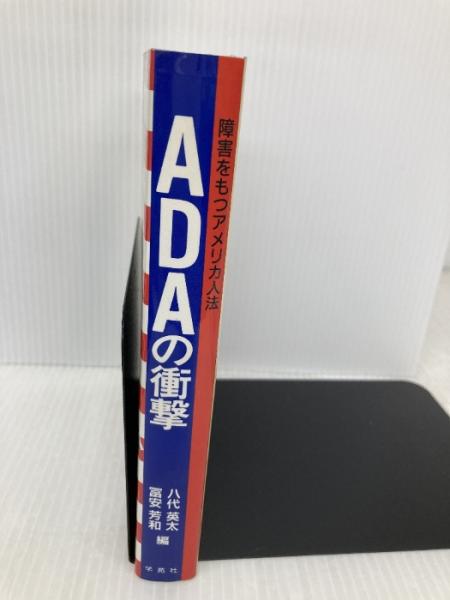 障害をもつアメリカ人法
ADAの衝撃
八代 英太
冨安 芳和 編
学苑社